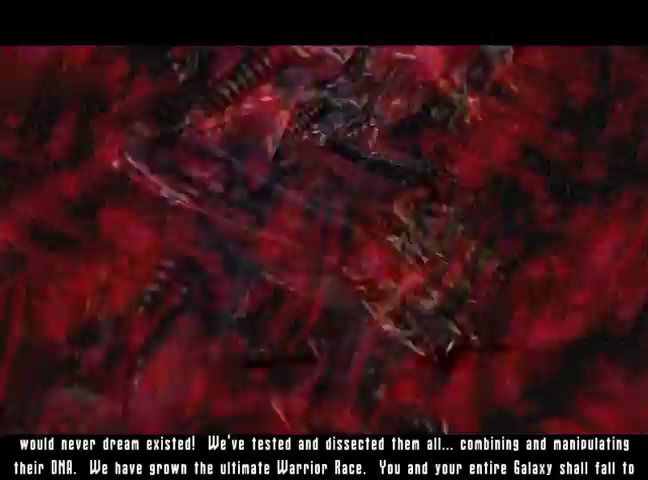 would never dream existed!  We've tested and dissected them all... combining and manipulating
their DNA.  We have grown the ultimate Warrior Race.  You and your entire Galaxy shall fall to